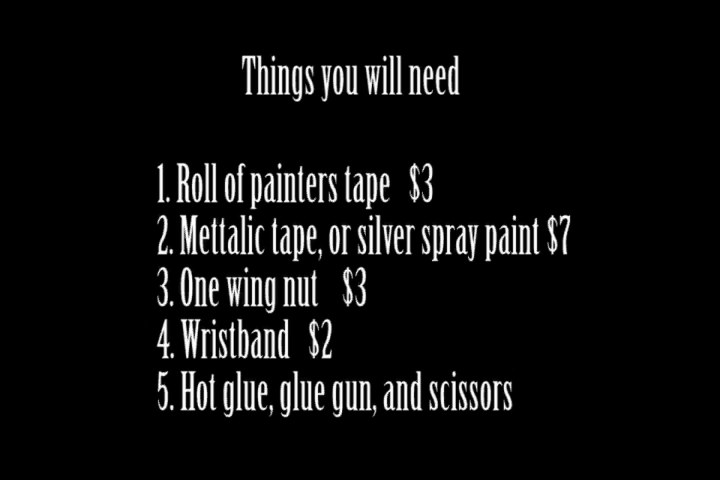 Things you will need
1. Roll of painters tape $3
2. Mettalic tape, or silver spray paint $7
3. One wing nut $3
4. Wristband $2
5. Hot glue, glue gun, and scissors